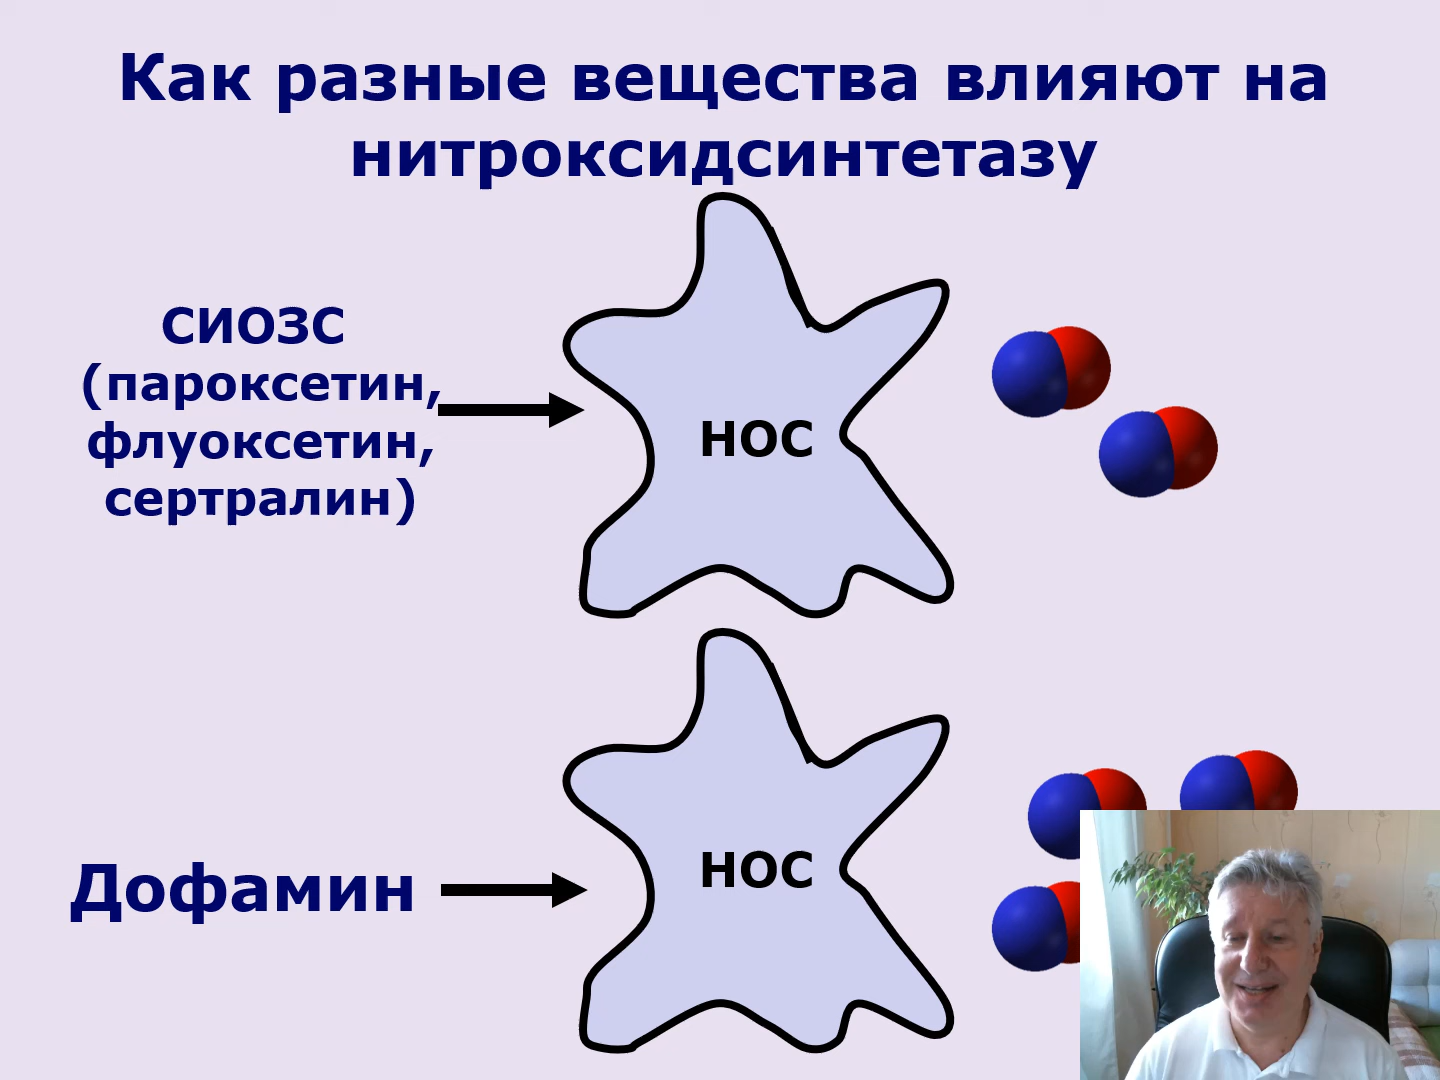 Как разные вещества влияют на
нитроксидсинтетазу
СИОЗС
(пароксетин,
флуоксетин,
сертралин)
НОС
Дофамин
НОС